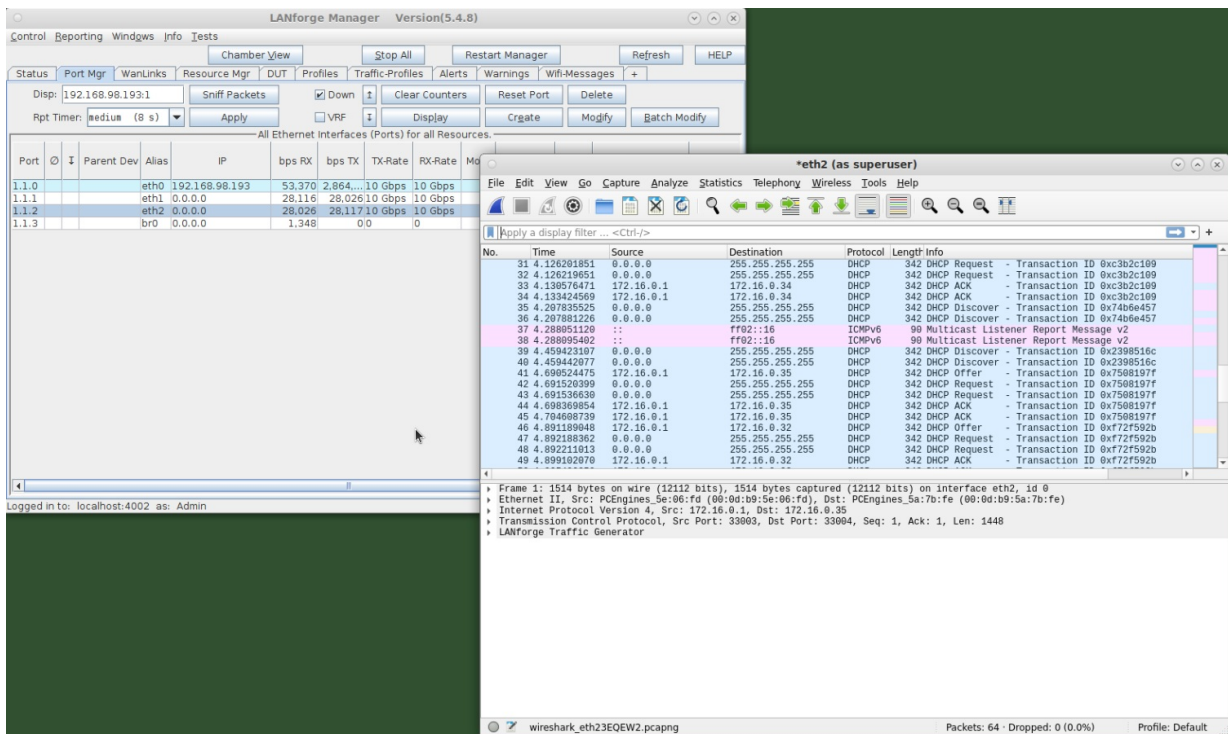 LANforge Manager Version(5.4.8)
Control Reporting Windows Info Tests
Chamber View Stop All Restart Manager Refresh HELP
Status Port Mgr WanLinks Resource Mgr DUT Profiles Traffic-Profiles Alerts Warnings Wifi-Messages +
Disp: 192.168.98.193:1 Sniff Packets Down Clear Counters Reset Port Delete
Rpt Timer: medium (8 s) Apply VRF Display Create Modify Batch Modify
All Ethernet Interfaces (Ports) for all Resources.
Port Parent Dev Alias IP bps RX bps TX TX-Rate RX-Rate Mo
1.1.0 eth0 192.168.98.193 53,370 2,864,... 10 Gbps 10 Gbps
1.1.1 eth1 0.0.0.0 28,116 28,026 10 Gbps 10 Gbps
1.1.2 eth2 0.0.0.0 28,026 28,117 10 Gbps 10 Gbps
1.1.3 br0 0.0.0.0 1,348 0 0 0
Logged in to: localhost:4002 as: Admin
*eth2 (as superuser)
File Edit View Go Capture Analyze Statistics Telephony Wireless Tools Help
Apply a display filter ... <Ctrl-/>
No. Time Source Destination Protocol Length Info
31 4.126201851 0.0.0.0 255.255.255.255 DHCP 342 DHCP Request - Transaction ID 0xc3b2c109
32 4.126219651 0.0.0.0 255.255.255.255 DHCP 342 DHCP Request - Transaction ID 0xc3b2c109
33 4.130576471 172.16.0.1 172.16.0.34 DHCP 342 DHCP ACK - Transaction ID 0xc3b2c109
34 4.133424569 172.16.0.1 172.16.0.34 DHCP 342 DHCP ACK - Transaction ID 0xc3b2c109
35 4.207835525 0.0.0.0 255.255.255.255 DHCP 342 DHCP Discover - Transaction ID 0x74b6e457
36 4.207881226 0.0.0.0 255.255.255.255 DHCP 342 DHCP Discover - Transaction ID 0x74b6e457
37 4.288051120 :: ff02::16 ICMPv6 90 Multicast Listener Report Message v2
38 4.288095402 :: ff02::16 ICMPv6 90 Multicast Listener Report Message v2
39 4.459423107 0.0.0.0 255.255.255.255 DHCP 342 DHCP Discover - Transaction ID 0x2398516c
40 4.459442077 0.0.0.0 255.255.255.255 DHCP 342 DHCP Discover - Transaction ID 0x2398516c
41 4.690524475 172.16.0.1 172.16.0.35 DHCP 342 DHCP Offer - Transaction ID 0x7508197f
42 4.691520399 0.0.0.0 255.255.255.255 DHCP 342 DHCP Request - Transaction ID 0x7508197f
43 4.691536630 0.0.0.0 255.255.255.255 DHCP 342 DHCP Request - Transaction ID 0x7508197f
44 4.698369854 172.16.0.1 172.16.0.35 DHCP 342 DHCP ACK - Transaction ID 0x7508197f
45 4.704608739 172.16.0.1 172.16.0.35 DHCP 342 DHCP ACK - Transaction ID 0x7508197f
46 4.891189048 172.16.0.1 172.16.0.32 DHCP 342 DHCP Offer - Transaction ID 0xf72f592b
47 4.892188362 0.0.0.0 255.255.255.255 DHCP 342 DHCP Request - Transaction ID 0xf72f592b
48 4.892211013 0.0.0.0 255.255.255.255 DHCP 342 DHCP Request - Transaction ID 0xf72f592b
49 4.899102070 172.16.0.1 172.16.0.32 DHCP 342 DHCP ACK - Transaction ID 0xf72f592b
Frame 1: 1514 bytes on wire (12112 bits), 1514 bytes captured (12112 bits) on interface eth2, id 0
Ethernet II, Src: PCEngines_5e:06:fd (00:0d:b9:5e:06:fd), Dst: PCEngines_5a:7b:fe (00:0d:b9:5a:7b:fe)
Internet Protocol Version 4, Src: 172.16.0.1, Dst: 172.16.0.35
Transmission Control Protocol, Src Port: 33003, Dst Port: 33004, Seq: 1, Ack: 1, Len: 1448
LANforge Traffic Generator
wireshark_eth23EQEW2.pcapng Packets: 64 · Dropped: 0 (0.0%) Profile: Default